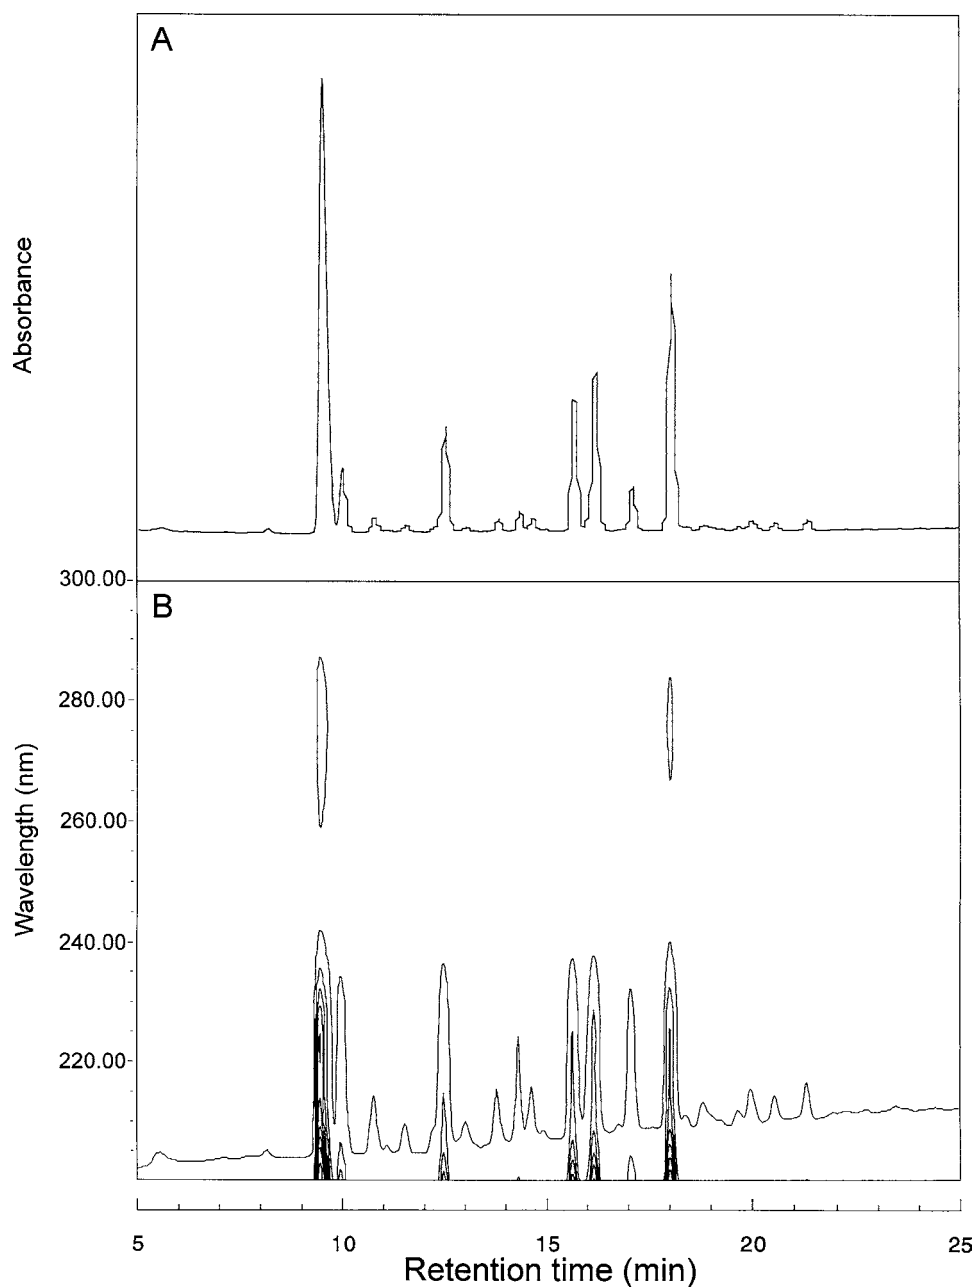 A
Absorbance
300.00
B
280.00
260.00
Wavelength (nm)
240.00
220.00
5 10 15 20 25
Retention time (min)